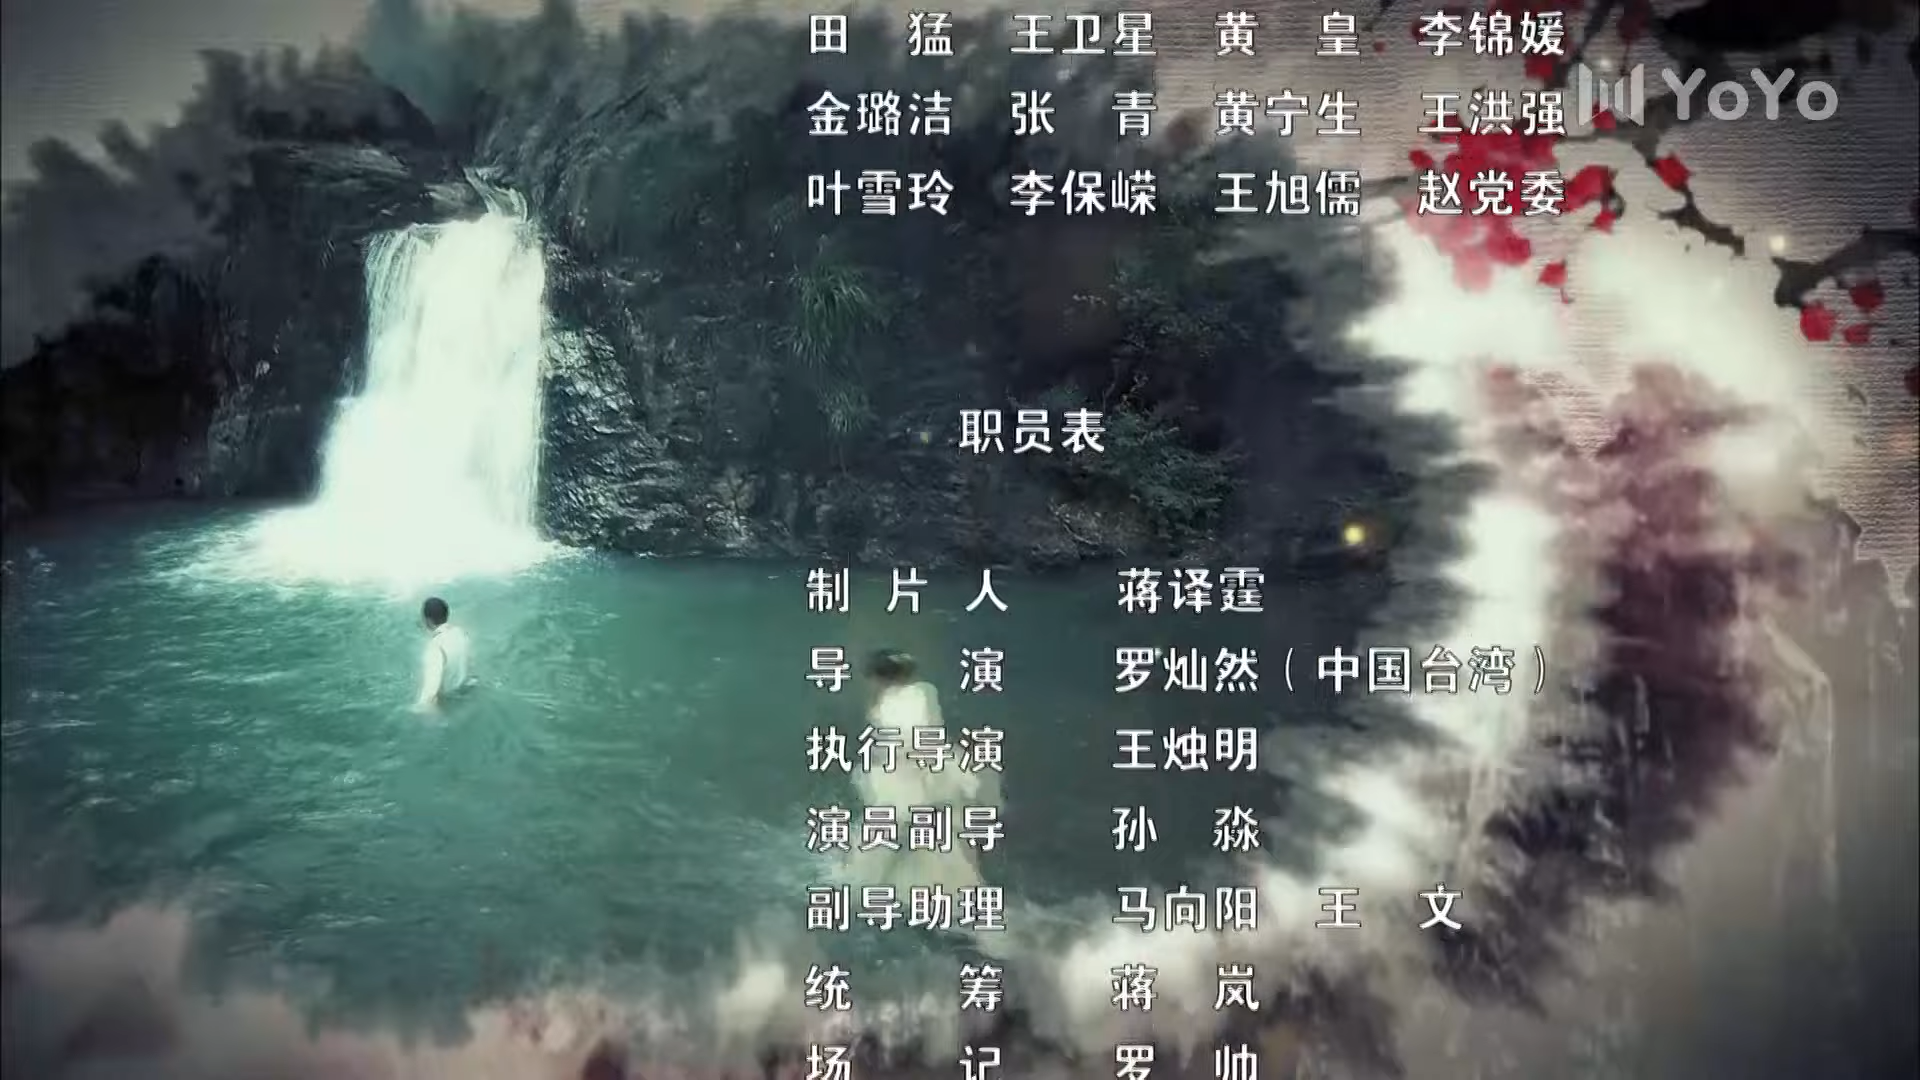 田猛 王卫星 黄皇 李锦媛
YoYo
金璐洁 张青 黄宁生 王洪强
叶雪玲 李保嵘 王旭儒 赵党委
职员表
制片人 蒋译霆
导演 罗灿然（中国台湾）
执行导演 王烛明
演员副导 孙淼
副导助理 马向阳 王文
统筹 蒋岚
场记 罗帅